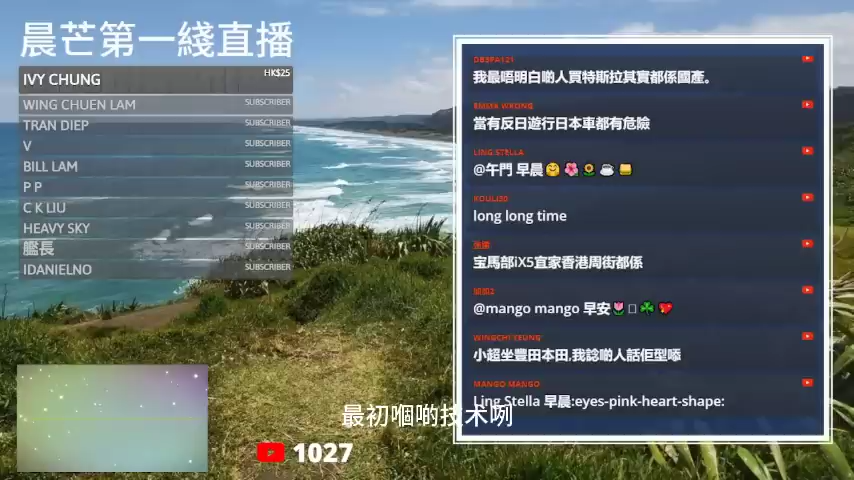 晨芒第一綫直播
IVY CHUNG HK$25
WING CHUEN LAM SUBSCRIBER
TRAN DIEP SUBSCRIBER
V SUBSCRIBER
BILL LAM SUBSCRIBER
P P SUBSCRIBER
C K LIU SUBSCRIBER
HEAVY SKY SUBSCRIBER
艦長 SUBSCRIBER
IDANIELNO SUBSCRIBER
我最唔明白啲人買特斯拉其實都係國產。
EMMA WRONG
當有反日遊行日本車都有危險
LING STELLA
@午門 早晨🤗🌺🌻☕🍞
long long time
宝馬部iX5宜家香港周街都係
@mango mango 早安🌷□☘️💖
WINGCHI YEUNG
小超坐豐田本田,我諗啲人話佢型㗎
MANGO MANGO
Ling Stella 早晨:eyes-pink-heart-shape:
最初嗰啲技术咧
1027